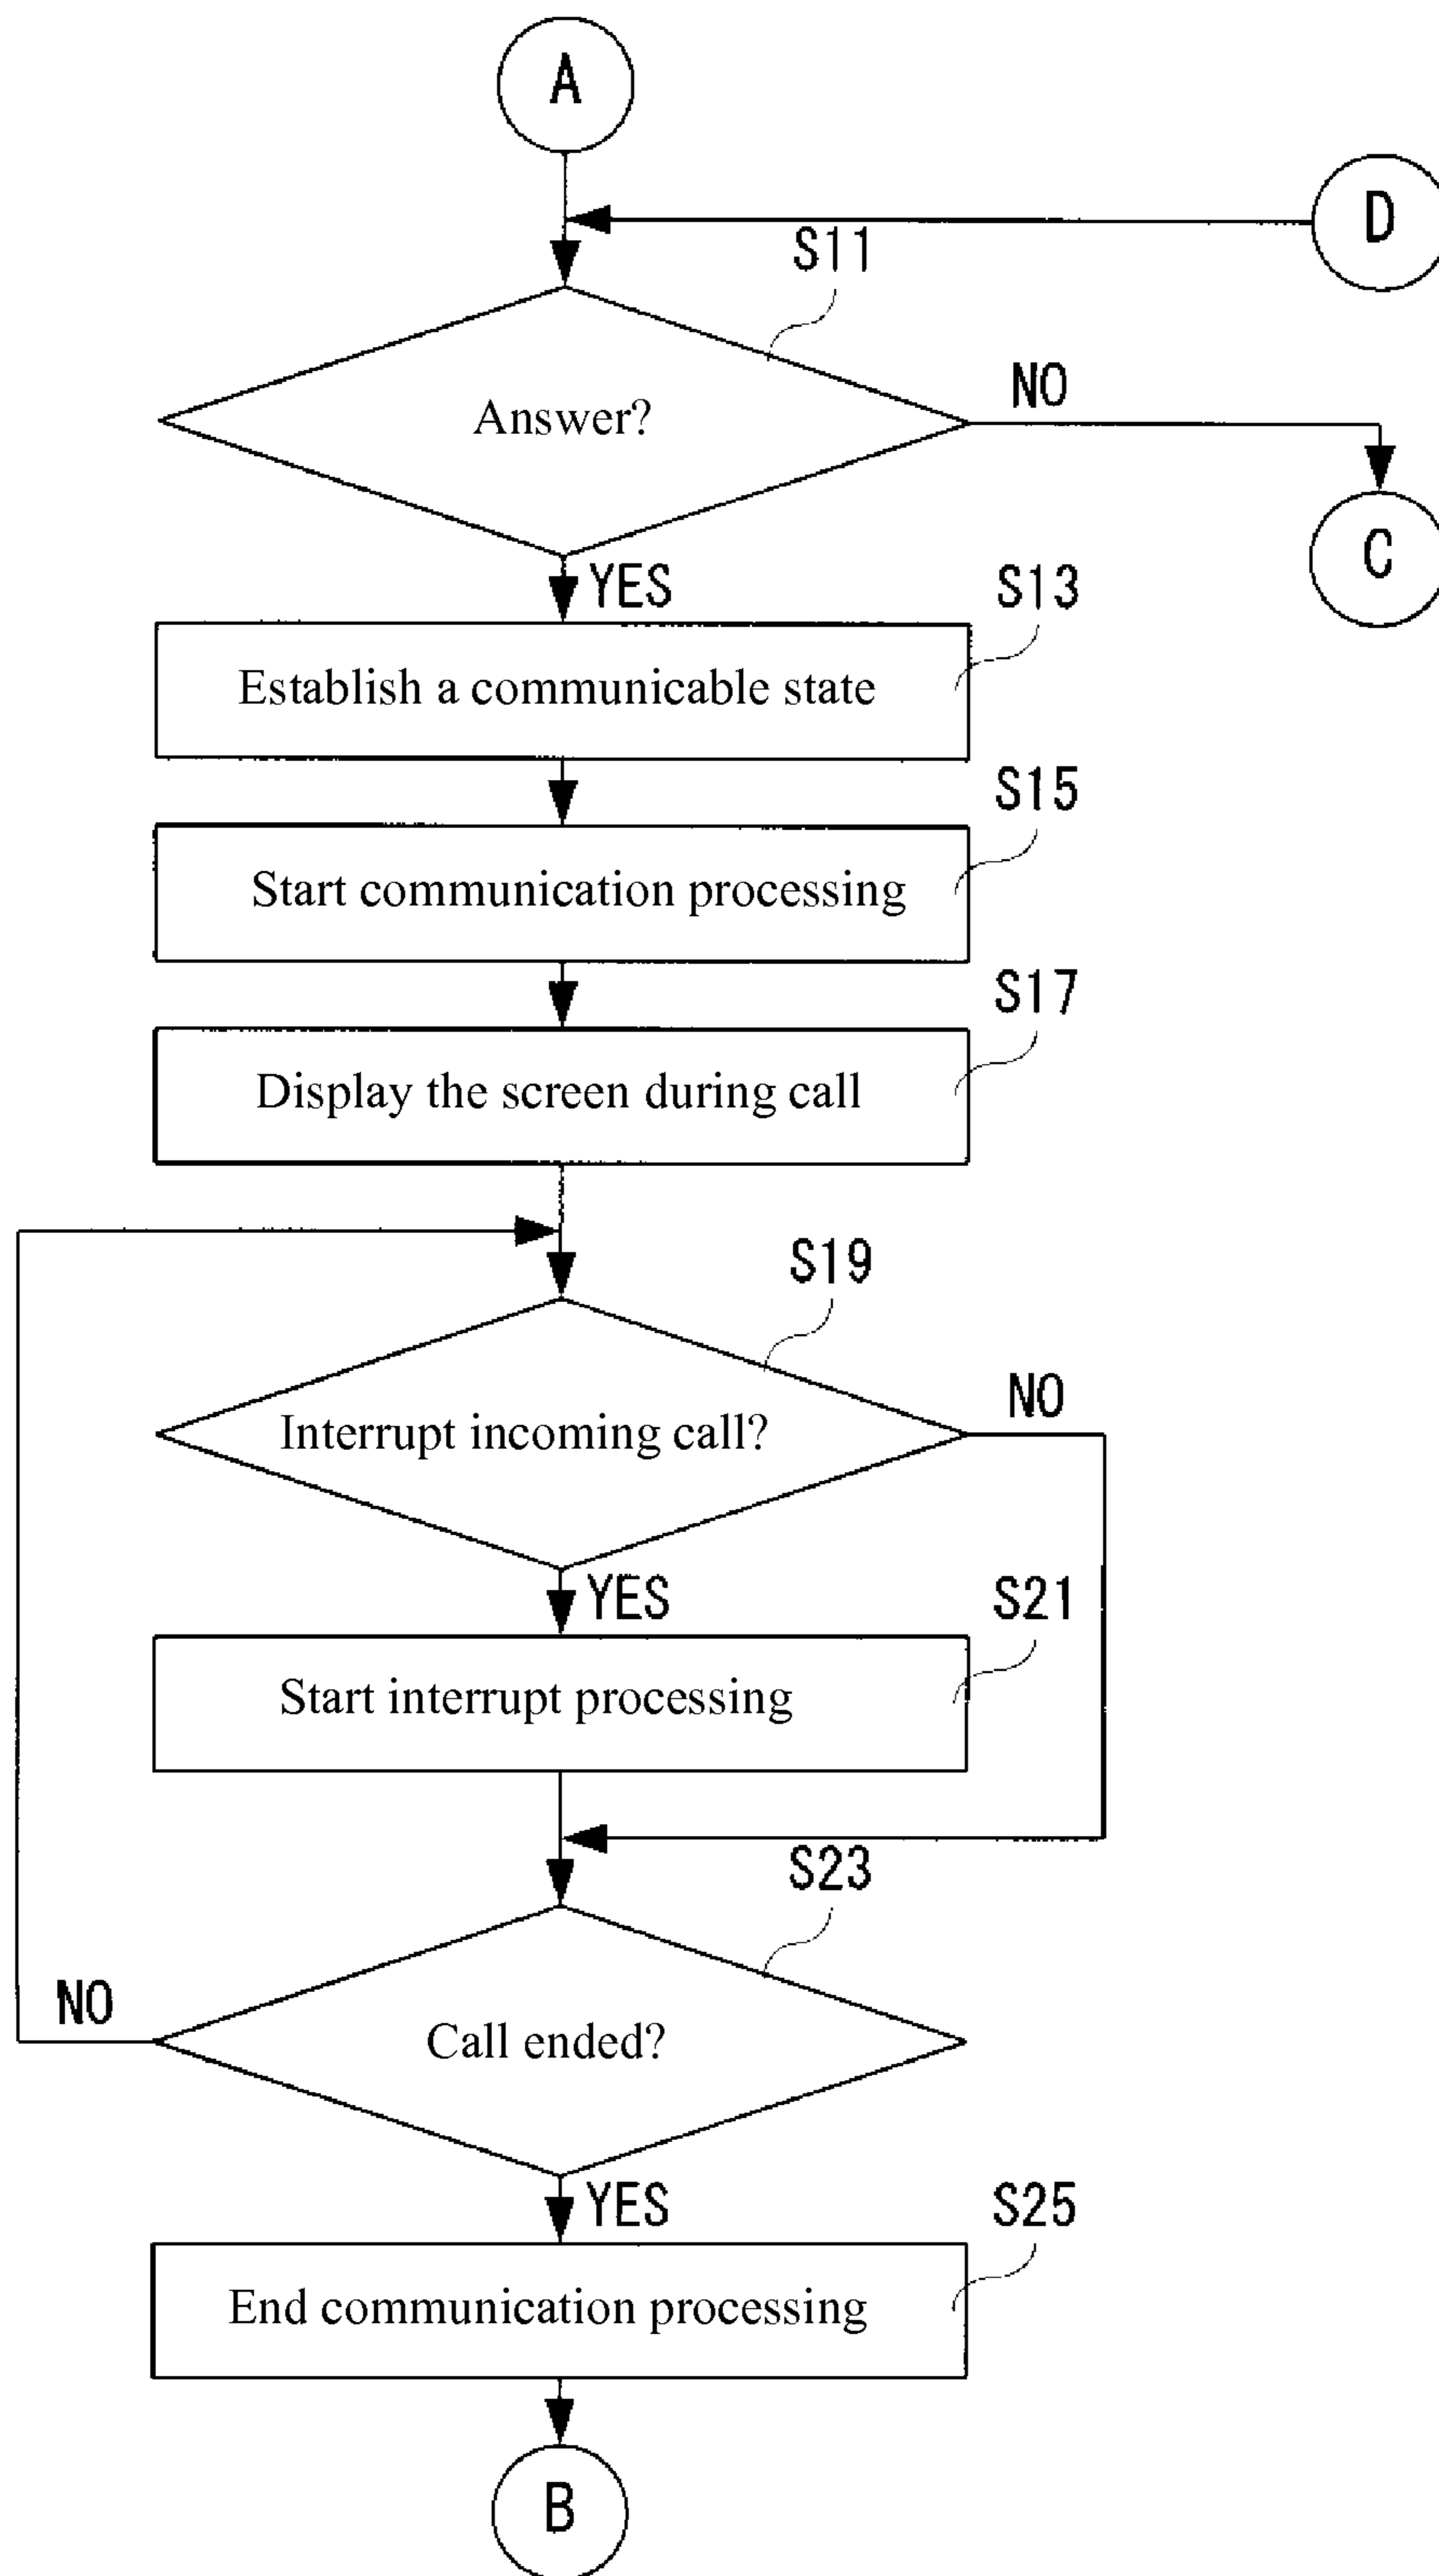 A
D
S11
Answer?
NO
C
YES
S13
Establish a communicable state
S15
Start communication processing
S17
Display the screen during call
S19
Interrupt incoming call?
NO
YES
S21
Start interrupt processing
S23
NO
Call ended?
YES
S25
End communication processing
B